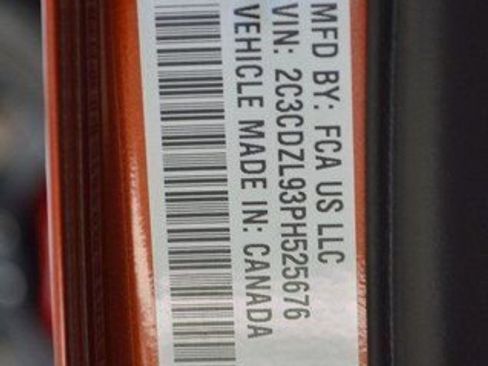 MFD BY: FCA US LLC
VIN: 2C3CDZL93PH525676
VEHICLE MADE IN: CANADA